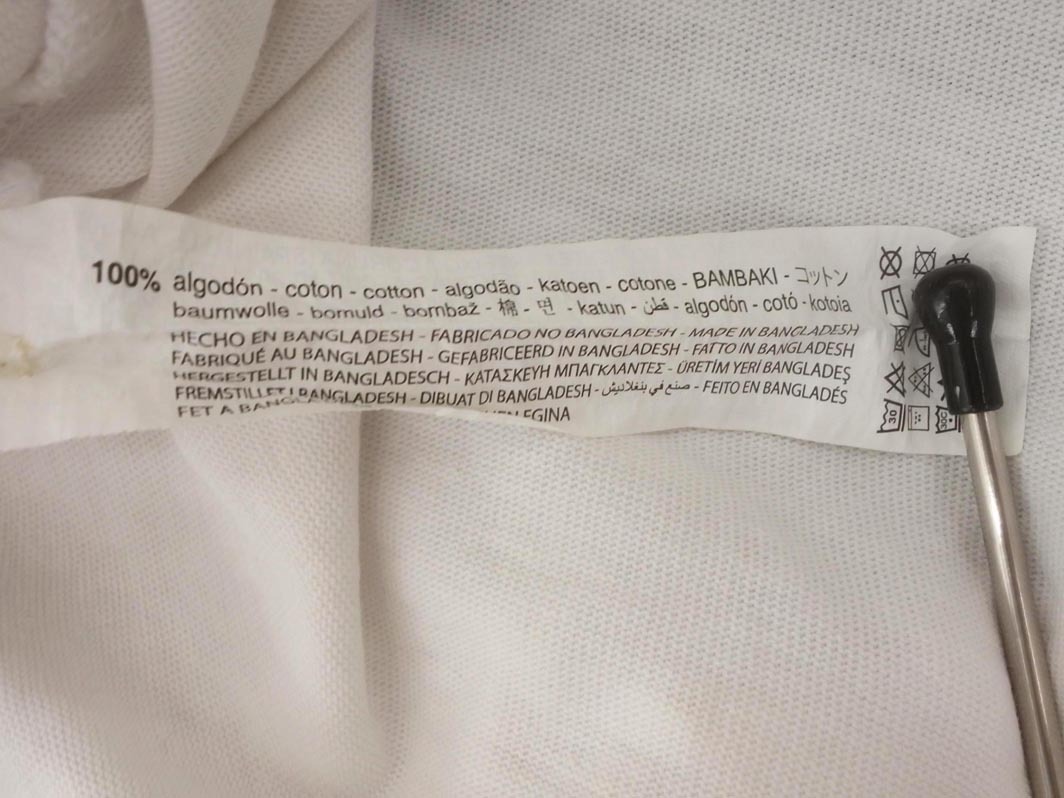 100% algodón - coton - cotton - algodão - katoen - cotone - BAMBAKI - コットン
baumwolle - bomuld - bombaž - 棉 - 면 - katun - قطن - algodón - cotó - kotoia
HECHO EN BANGLADESH - FABRICADO NO BANGLADESH - MADE IN BANGLADESH
FABRIQUÉ AU BANGLADESH - GEFABRICEERD IN BANGLADESH - FATTO IN BANGLADESH
HERGESTELLT IN BANGLADESCH - ΚΑΤΑΣΚΕΥΗ ΜΠΑΓΚΛΑΝΤΕΣ - ÜRETİM YERİ BANGLADEŞ
FREMSTILLET I BANGLADESH - DIBUAT DI BANGLADESH - صنع في بنغلاديش - FEITO EN BANGLADÉS
FET A EGINA
30